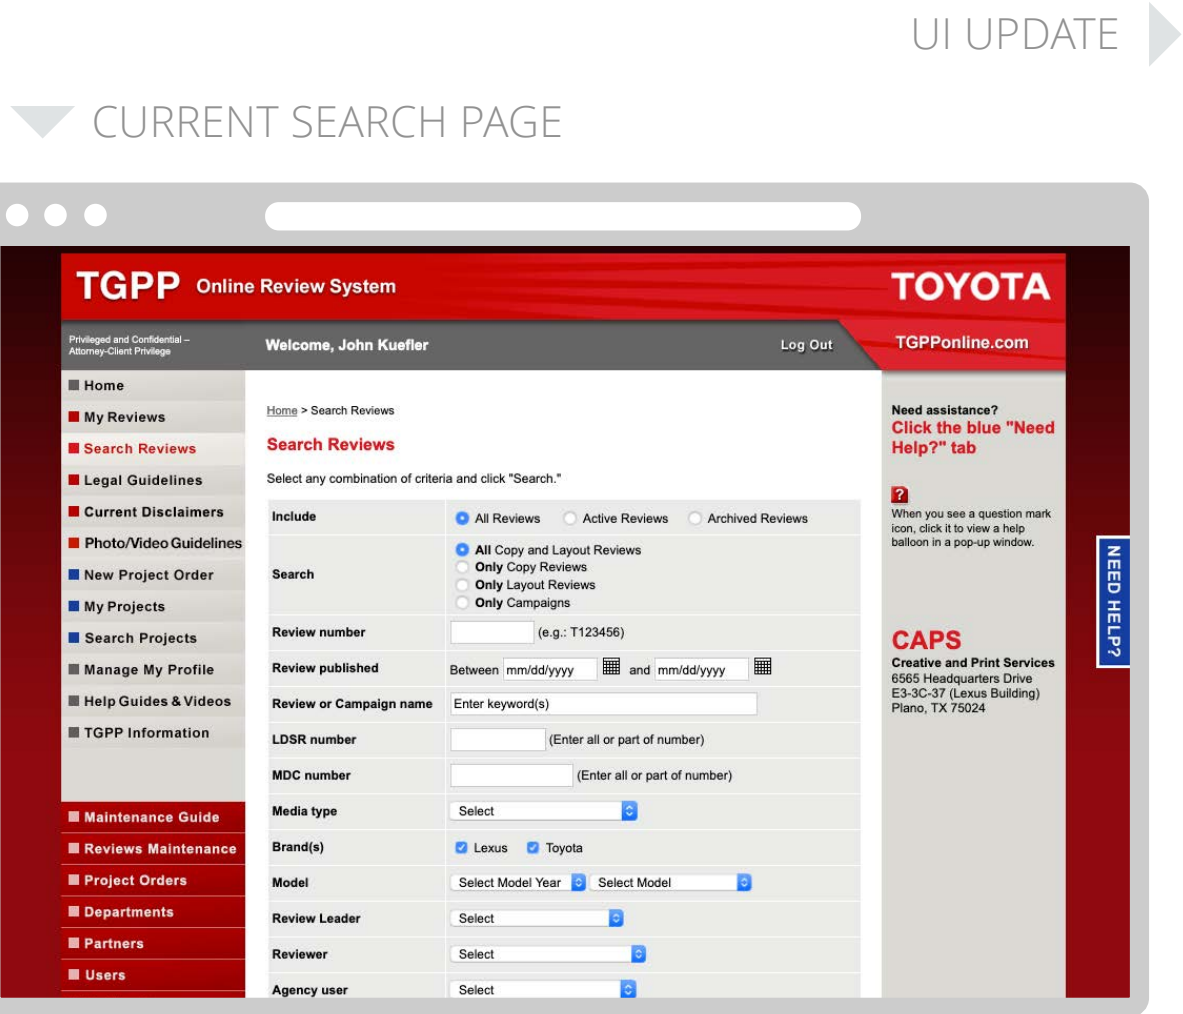 UI UPDATE
CURRENT SEARCH PAGE
TGPP Online Review System
TOYOTA
Privileged and Confidential –
Attorney-Client Privilege
Welcome, John Kuefler
Log Out
TGPPonline.com
Home
My Reviews
Search Reviews
Legal Guidelines
Current Disclaimers
Photo/Video Guidelines
New Project Order
My Projects
Search Projects
Manage My Profile
Help Guides & Videos
TGPP Information
Maintenance Guide
Reviews Maintenance
Project Orders
Departments
Partners
Users
Home > Search Reviews
Search Reviews
Select any combination of criteria and click "Search."
Include All Reviews Active Reviews Archived Reviews
Search
All Copy and Layout Reviews
Only Copy Reviews
Only Layout Reviews
Only Campaigns
Review number (e.g.: T123456)
Review published Between mm/dd/yyyy and mm/dd/yyyy
Review or Campaign name Enter keyword(s)
LDSR number (Enter all or part of number)
MDC number (Enter all or part of number)
Media type Select
Brand(s) Lexus Toyota
Model Select Model Year Select Model
Review Leader Select
Reviewer Select
Agency user Select
Need assistance?
Click the blue "Need
Help?" tab
?
When you see a question mark
icon, click it to view a help
balloon in a pop-up window.
CAPS
Creative and Print Services
6565 Headquarters Drive
E3-3C-37 (Lexus Building)
Plano, TX 75024
NEED HELP?